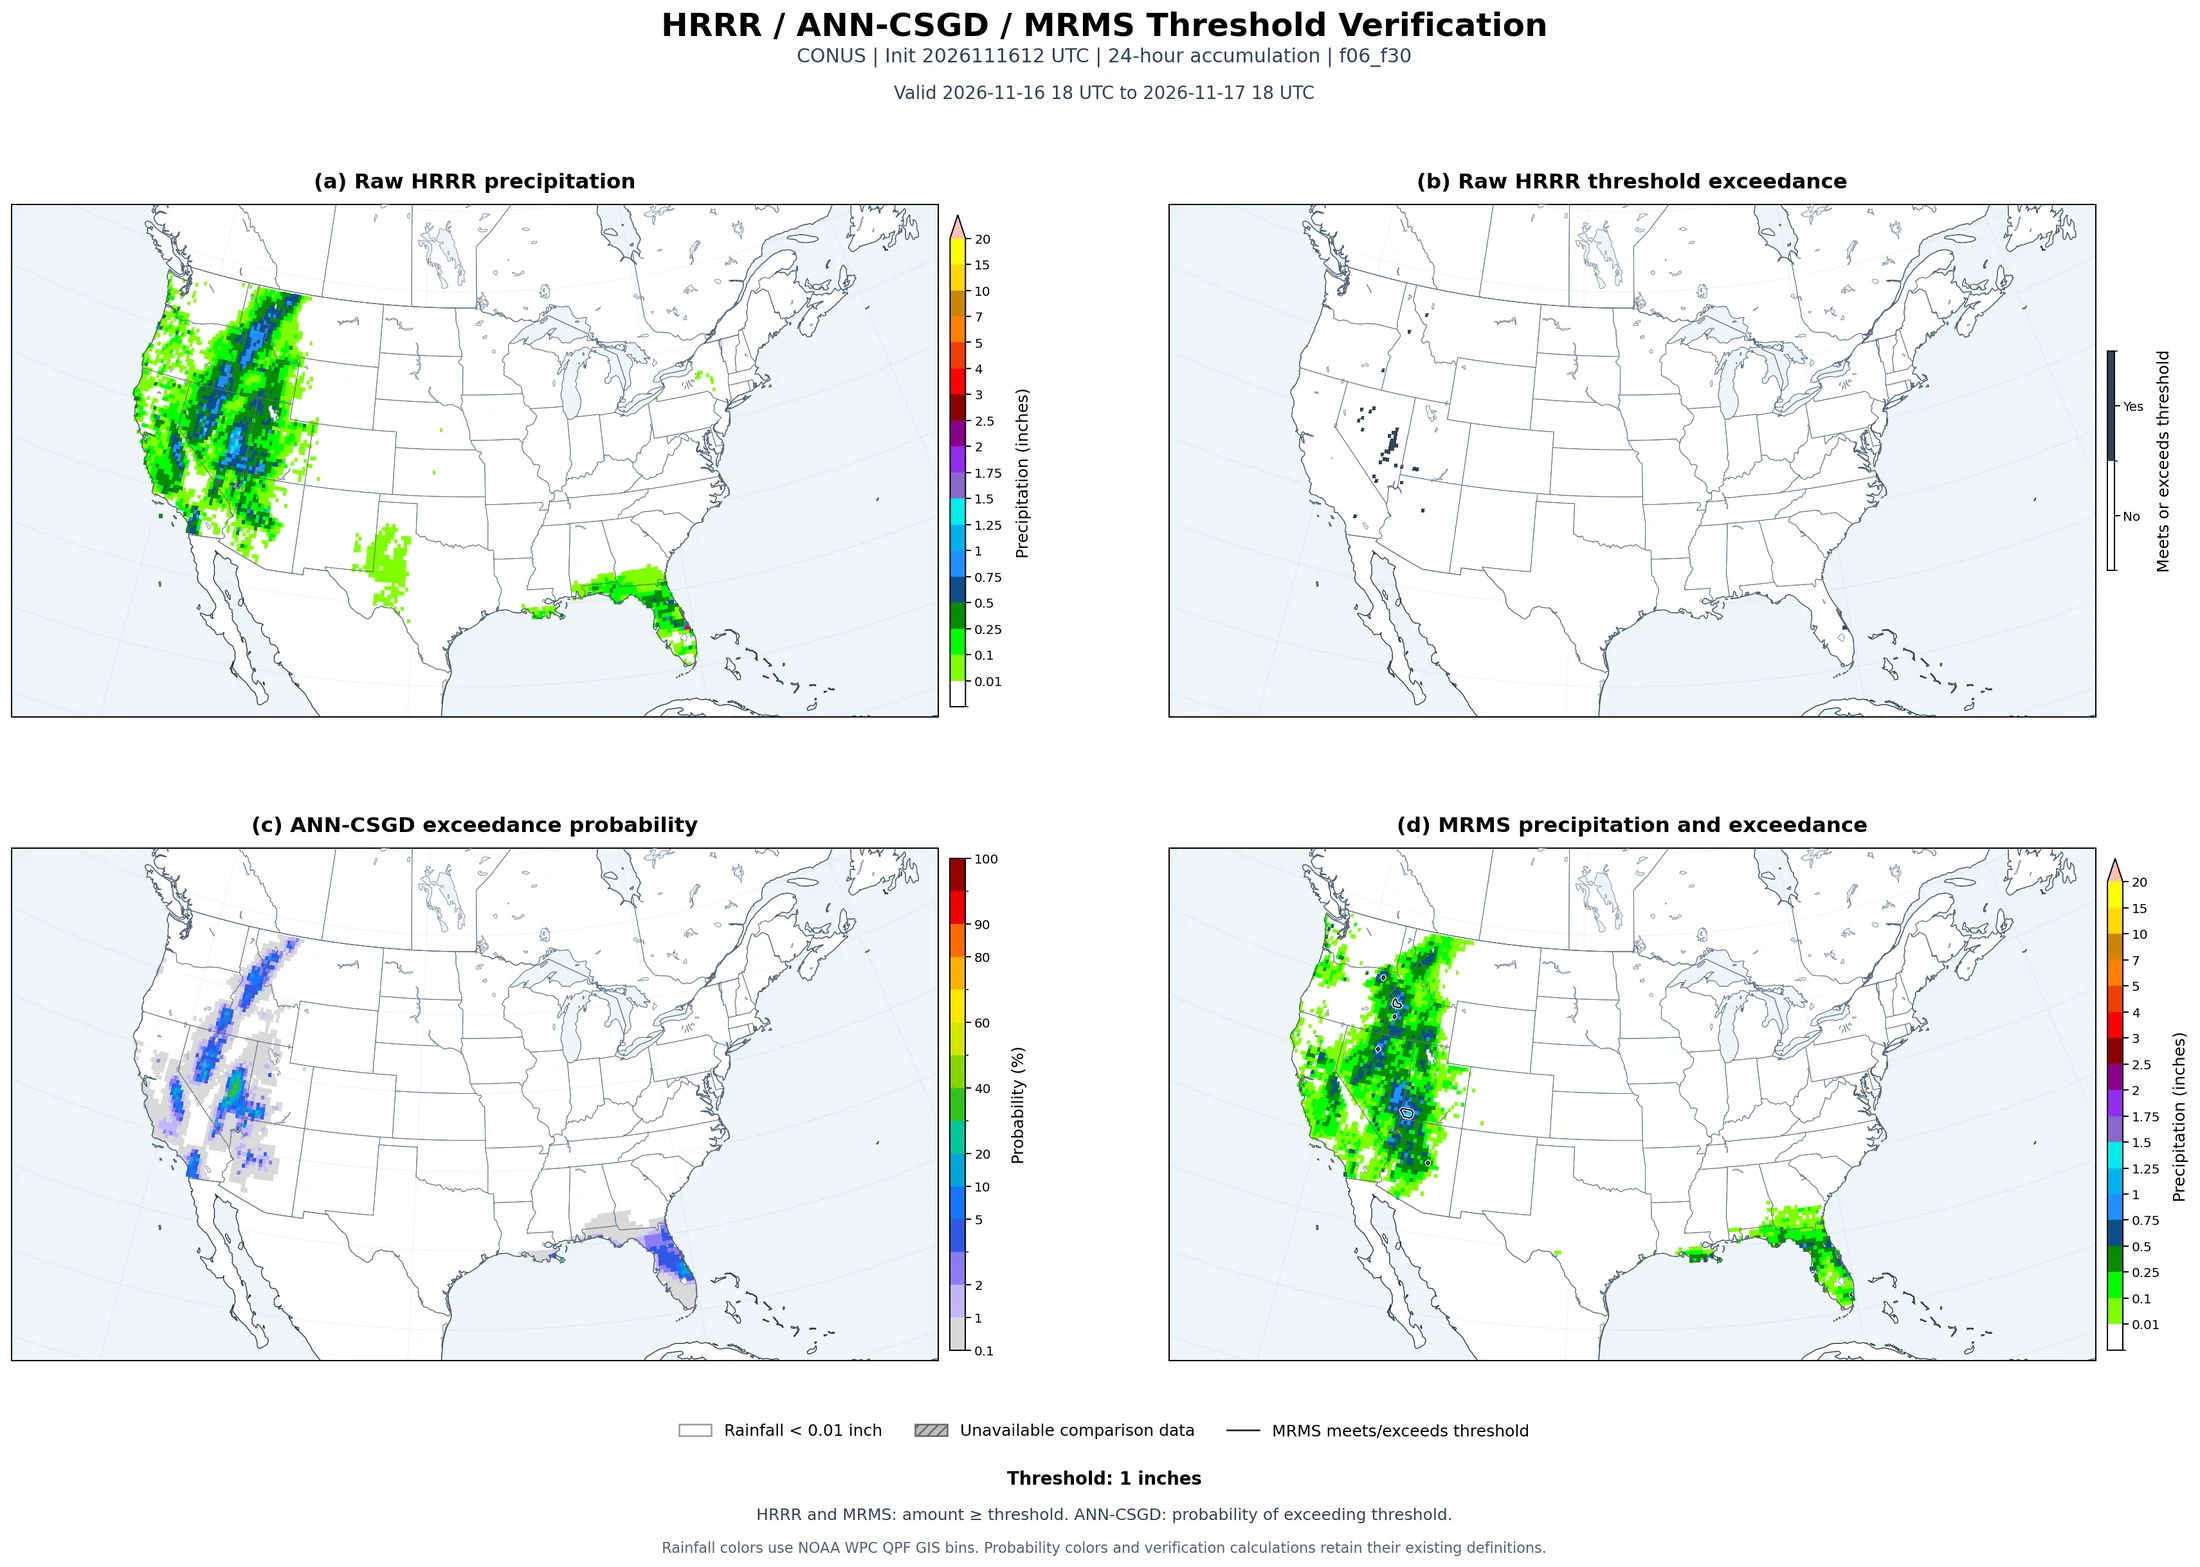 HRRR / ANN-CSGD / MRMS Threshold Verification
CONUS | Init 2026111612 UTC | 24-hour accumulation | f06_f30
Valid 2026-11-16 18 UTC to 2026-11-17 18 UTC
(a) Raw HRRR precipitation
20
15
10
7
5
4
3
2.5
2
1.75
1.5
1.25
1
0.75
0.5
0.25
0.1
0.01
Precipitation (inches)
(b) Raw HRRR threshold exceedance
Yes
No
Meets or exceeds threshold
(c) ANN-CSGD exceedance probability
100
90
80
60
40
20
10
5
2
1
0.1
Probability (%)
(d) MRMS precipitation and exceedance
20
15
10
7
5
4
3
2.5
2
1.75
1.5
1.25
1
0.75
0.5
0.25
0.1
0.01
Precipitation (inches)
Rainfall < 0.01 inch
Unavailable comparison data
MRMS meets/exceeds threshold
Threshold: 1 inches
HRRR and MRMS: amount ≥ threshold. ANN-CSGD: probability of exceeding threshold.
Rainfall colors use NOAA WPC QPF GIS bins. Probability colors and verification calculations retain their existing definitions.